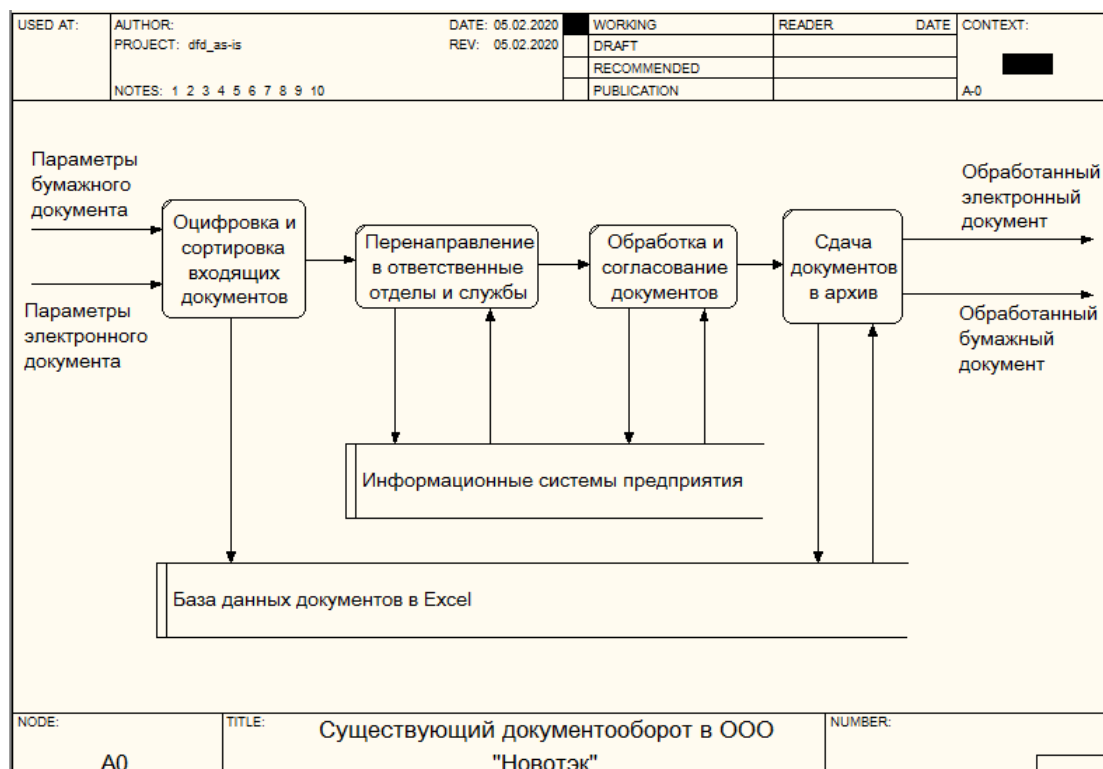 USED AT:
AUTHOR:
DATE: 05.02.2020
WORKING
READER
DATE
CONTEXT:
PROJECT: dfd_as-is
REV: 05.02.2020
DRAFT
RECOMMENDED
NOTES: 1 2 3 4 5 6 7 8 9 10
PUBLICATION
A-0
Параметры
бумажного
документа
Параметры
электронного
документа
Оцифровка и
сортировка
входящих
документов
Перенаправление
в ответственные
отделы и службы
Обработка и
согласование
документов
Сдача
документов
в архив
Обработанный
электронный
документ
Обработанный
бумажный
документ
Информационные системы предприятия
База данных документов в Excel
NODE:
A0
TITLE:
Существующий документооборот в ООО
"Новотэк"
NUMBER: